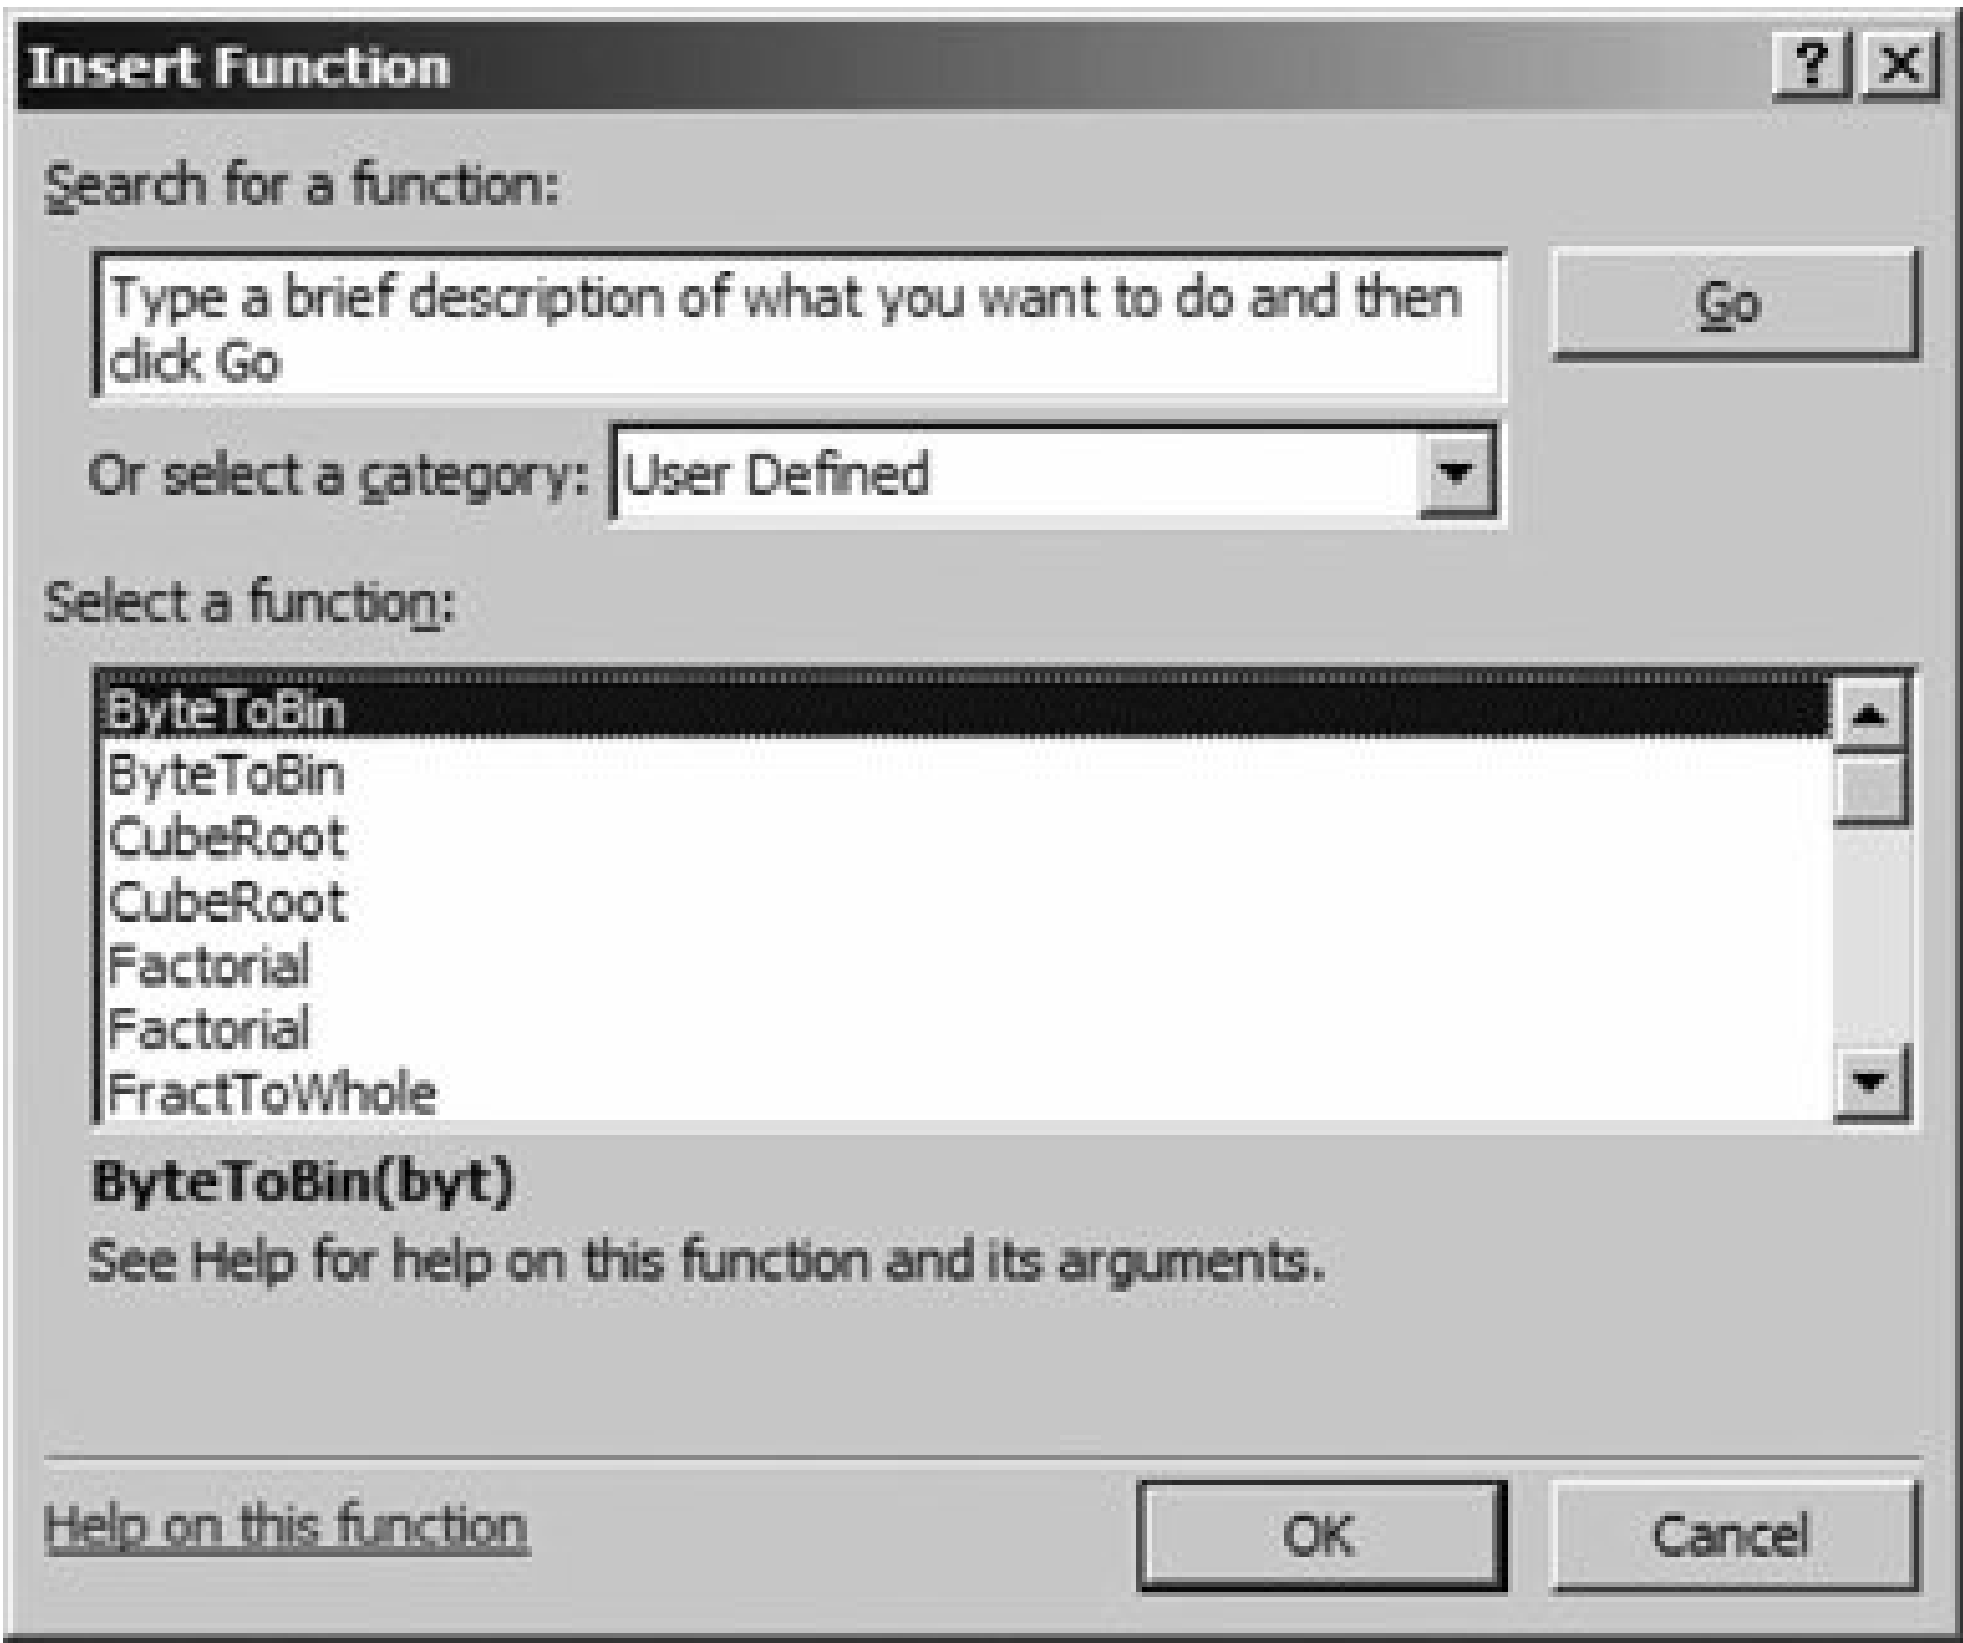 Insert Function
Search for a function:
Type a brief description of what you want to do and then
click Go
Go
Or select a category: User Defined
Select a function:
ByteToBin
ByteToBin
CubeRoot
CubeRoot
Factorial
Factorial
FractToWhole
ByteToBin(byt)
See Help for help on this function and its arguments.
Help on this function
OK
Cancel